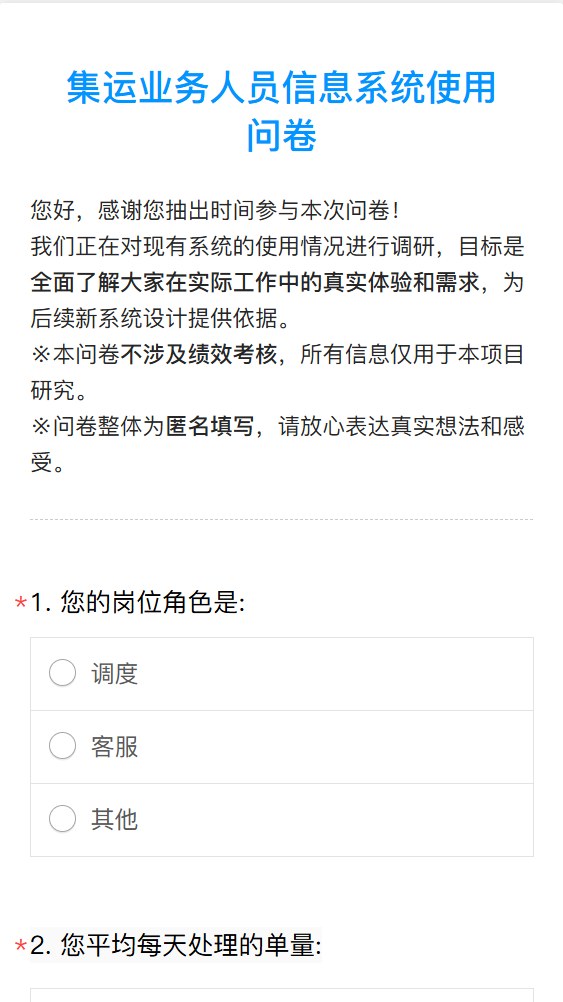 集运业务人员信息系统使用
问卷
您好，感谢您抽出时间参与本次问卷！
我们正在对现有系统的使用情况进行调研，目标是
全面了解大家在实际工作中的真实体验和需求，为
后续新系统设计提供依据。
※本问卷不涉及绩效考核，所有信息仅用于本项目
研究。
※问卷整体为匿名填写，请放心表达真实想法和感
受。
*1. 您的岗位角色是:
调度
客服
其他
*2. 您平均每天处理的单量: